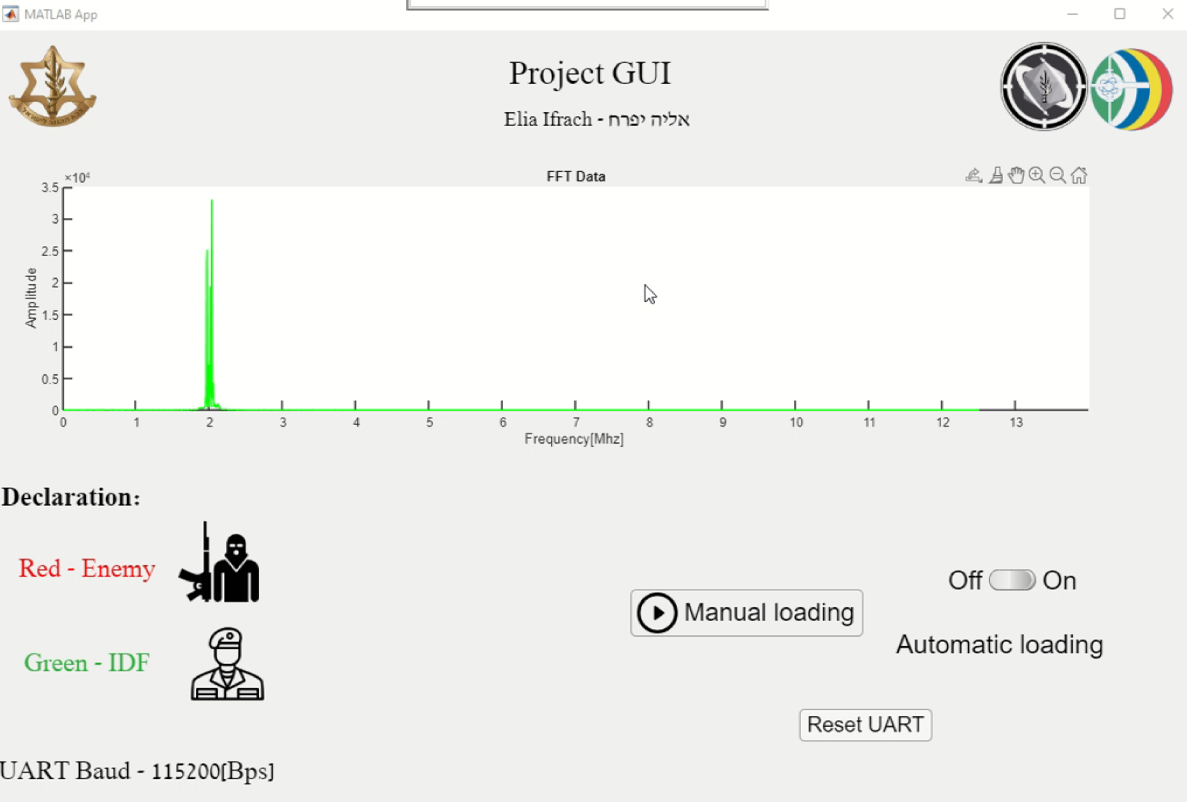 MATLAB App
Project GUI
Elia Ifrach - אליה יפרח
FFT Data
×10⁴
3.5
3
2.5
2
1.5
1
0.5
0
Amplitude
0 1 2 3 4 5 6 7 8 9 10 11 12 13
Frequency[Mhz]
Declaration:
Red - Enemy
Green - IDF
Manual loading
Off On
Automatic loading
Reset UART
UART Baud - 115200[Bps]